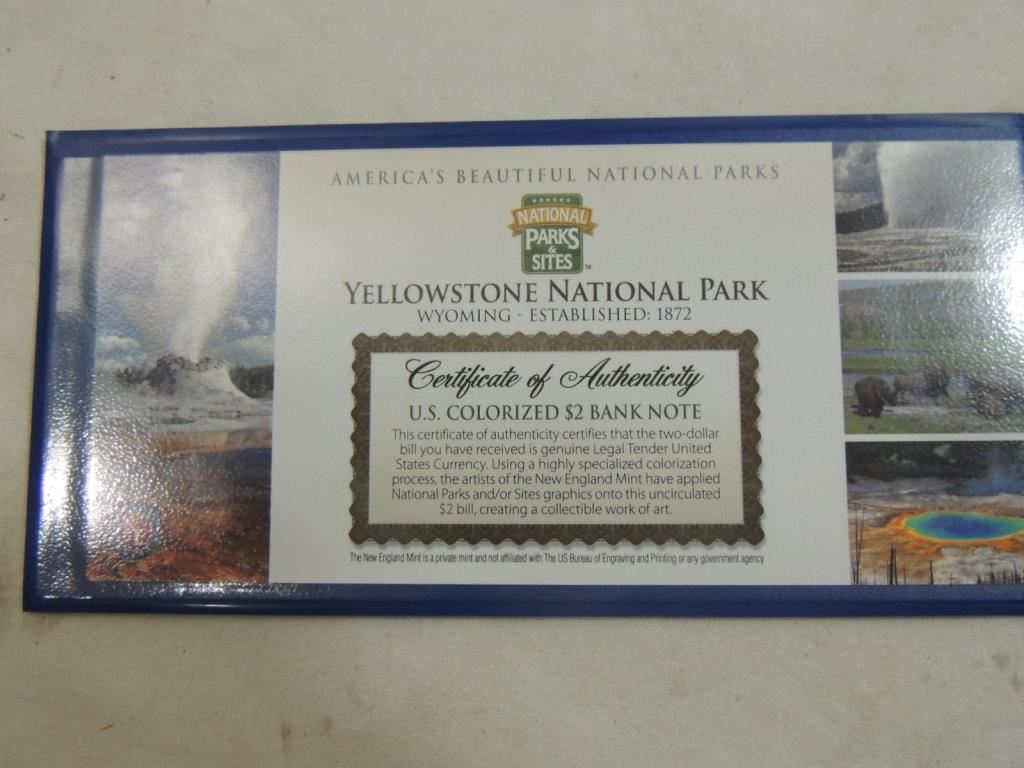 AMERICA'S BEAUTIFUL NATIONAL PARKS
NATIONAL
PARKS
&
SITES
TM
YELLOWSTONE NATIONAL PARK
WYOMING - ESTABLISHED: 1872
Certificate of Authenticity
U.S. COLORIZED $2 BANK NOTE
This certificate of authenticity certifies that the two-dollar
bill you have received is genuine Legal Tender United
States Currency. Using a highly specialized colorization
process, the artists of the New England Mint have applied
National Parks and/or Sites graphics onto this uncirculated
$2 bill, creating a collectible work of art.
The New England Mint is a private mint and not affiliated with The US Bureau of Engraving and Printing or any government agency.